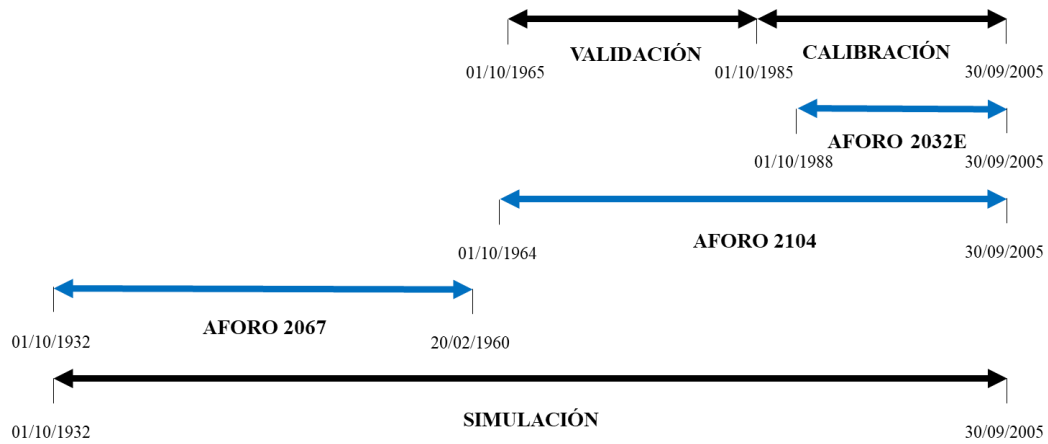 VALIDACIÓN CALIBRACIÓN
01/10/1965 01/10/1985 30/09/2005
AFORO 2032E
01/10/1988 30/09/2005
AFORO 2104
01/10/1964 30/09/2005
AFORO 2067
01/10/1932 20/02/1960
SIMULACIÓN
01/10/1932 30/09/2005